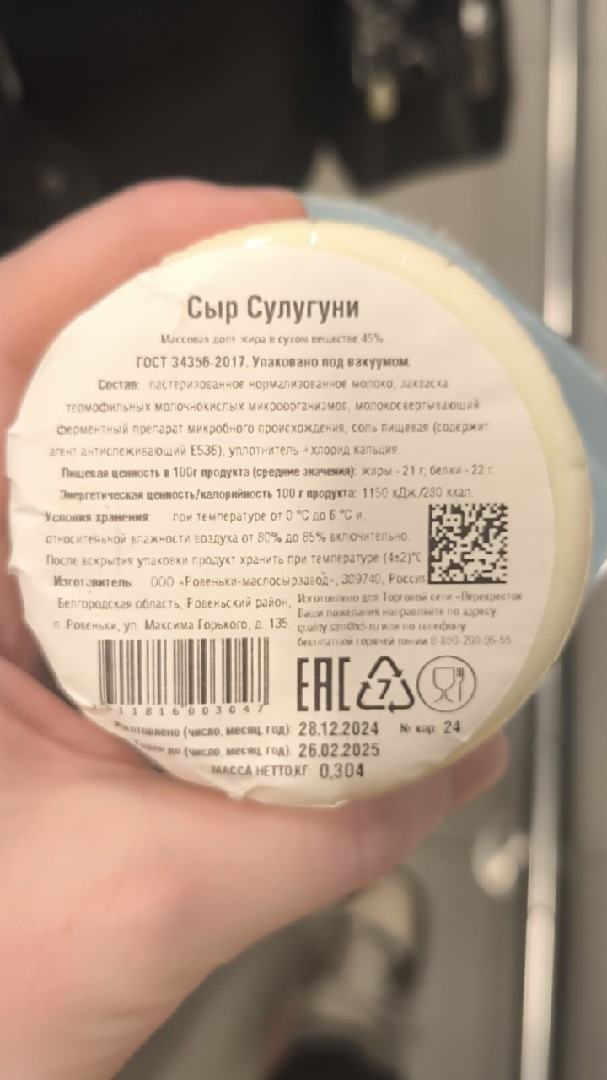 Сыр Сулугуни
Массовая доля жира в сухом веществе 45%
ГОСТ 34356-2017. Упаковано под вакуумом.
Состав: пастеризованное нормализованное молоко, закваска
термофильных молочнокислых микроорганизмов, молокосвертывающий
ферментный препарат микробного происхождения, соль пищевая (содержит
агент антислеживающий Е536), уплотнитель - хлорид кальция.
Пищевая ценность в 100г продукта (средние значения): жиры - 21 г; белки - 22 г.
Энергетическая ценность/калорийность 100 г продукта: 1150 кДж./280 ккал.
Условия хранения: при температуре от 0 °С до 6 °С и
относительной влажности воздуха от 80% до 85% включительно.
После вскрытия упаковки продукт хранить при температуре (4±2)°С
Изготовитель: ООО «Ровеньки-маслосырзавод», 309740, Россия
Белгородская область, Ровеньский район,
п. Ровеньки, ул. Максима Горького, д. 135.
Изготовлено для Торговой сети «Перекресток
Ваши пожелания направляйте по адресу
или по телефону
бесплатной горячей линии 8-800-200-95-55
11816003047
EAC 7
Изготовлено (число, месяц, год): 28.12.2024 № кор. 24
до (число, месяц, год): 26.02.2025
МАССА НЕТТО,КГ: 0,304